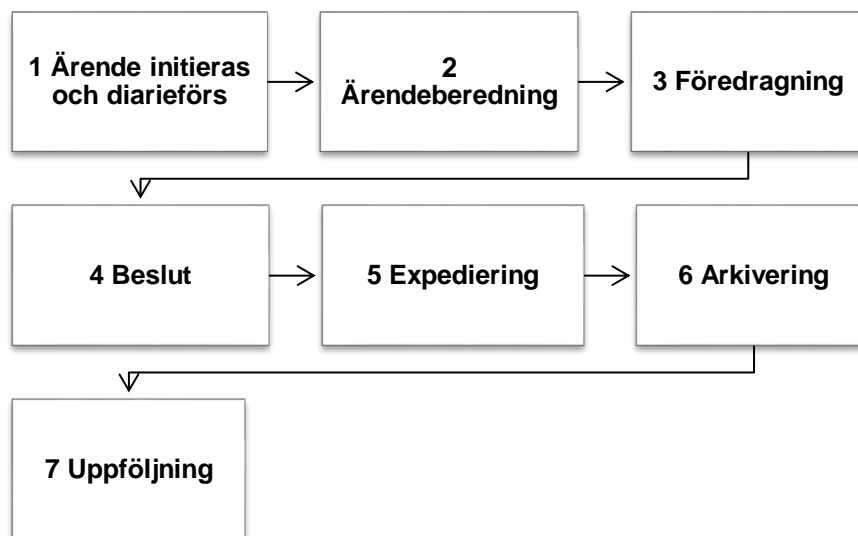 1 Ärende initieras
och diarieförs
2
Ärendeberedning
3 Föredragning
4 Beslut
5 Expediering
6 Arkivering
7 Uppföljning